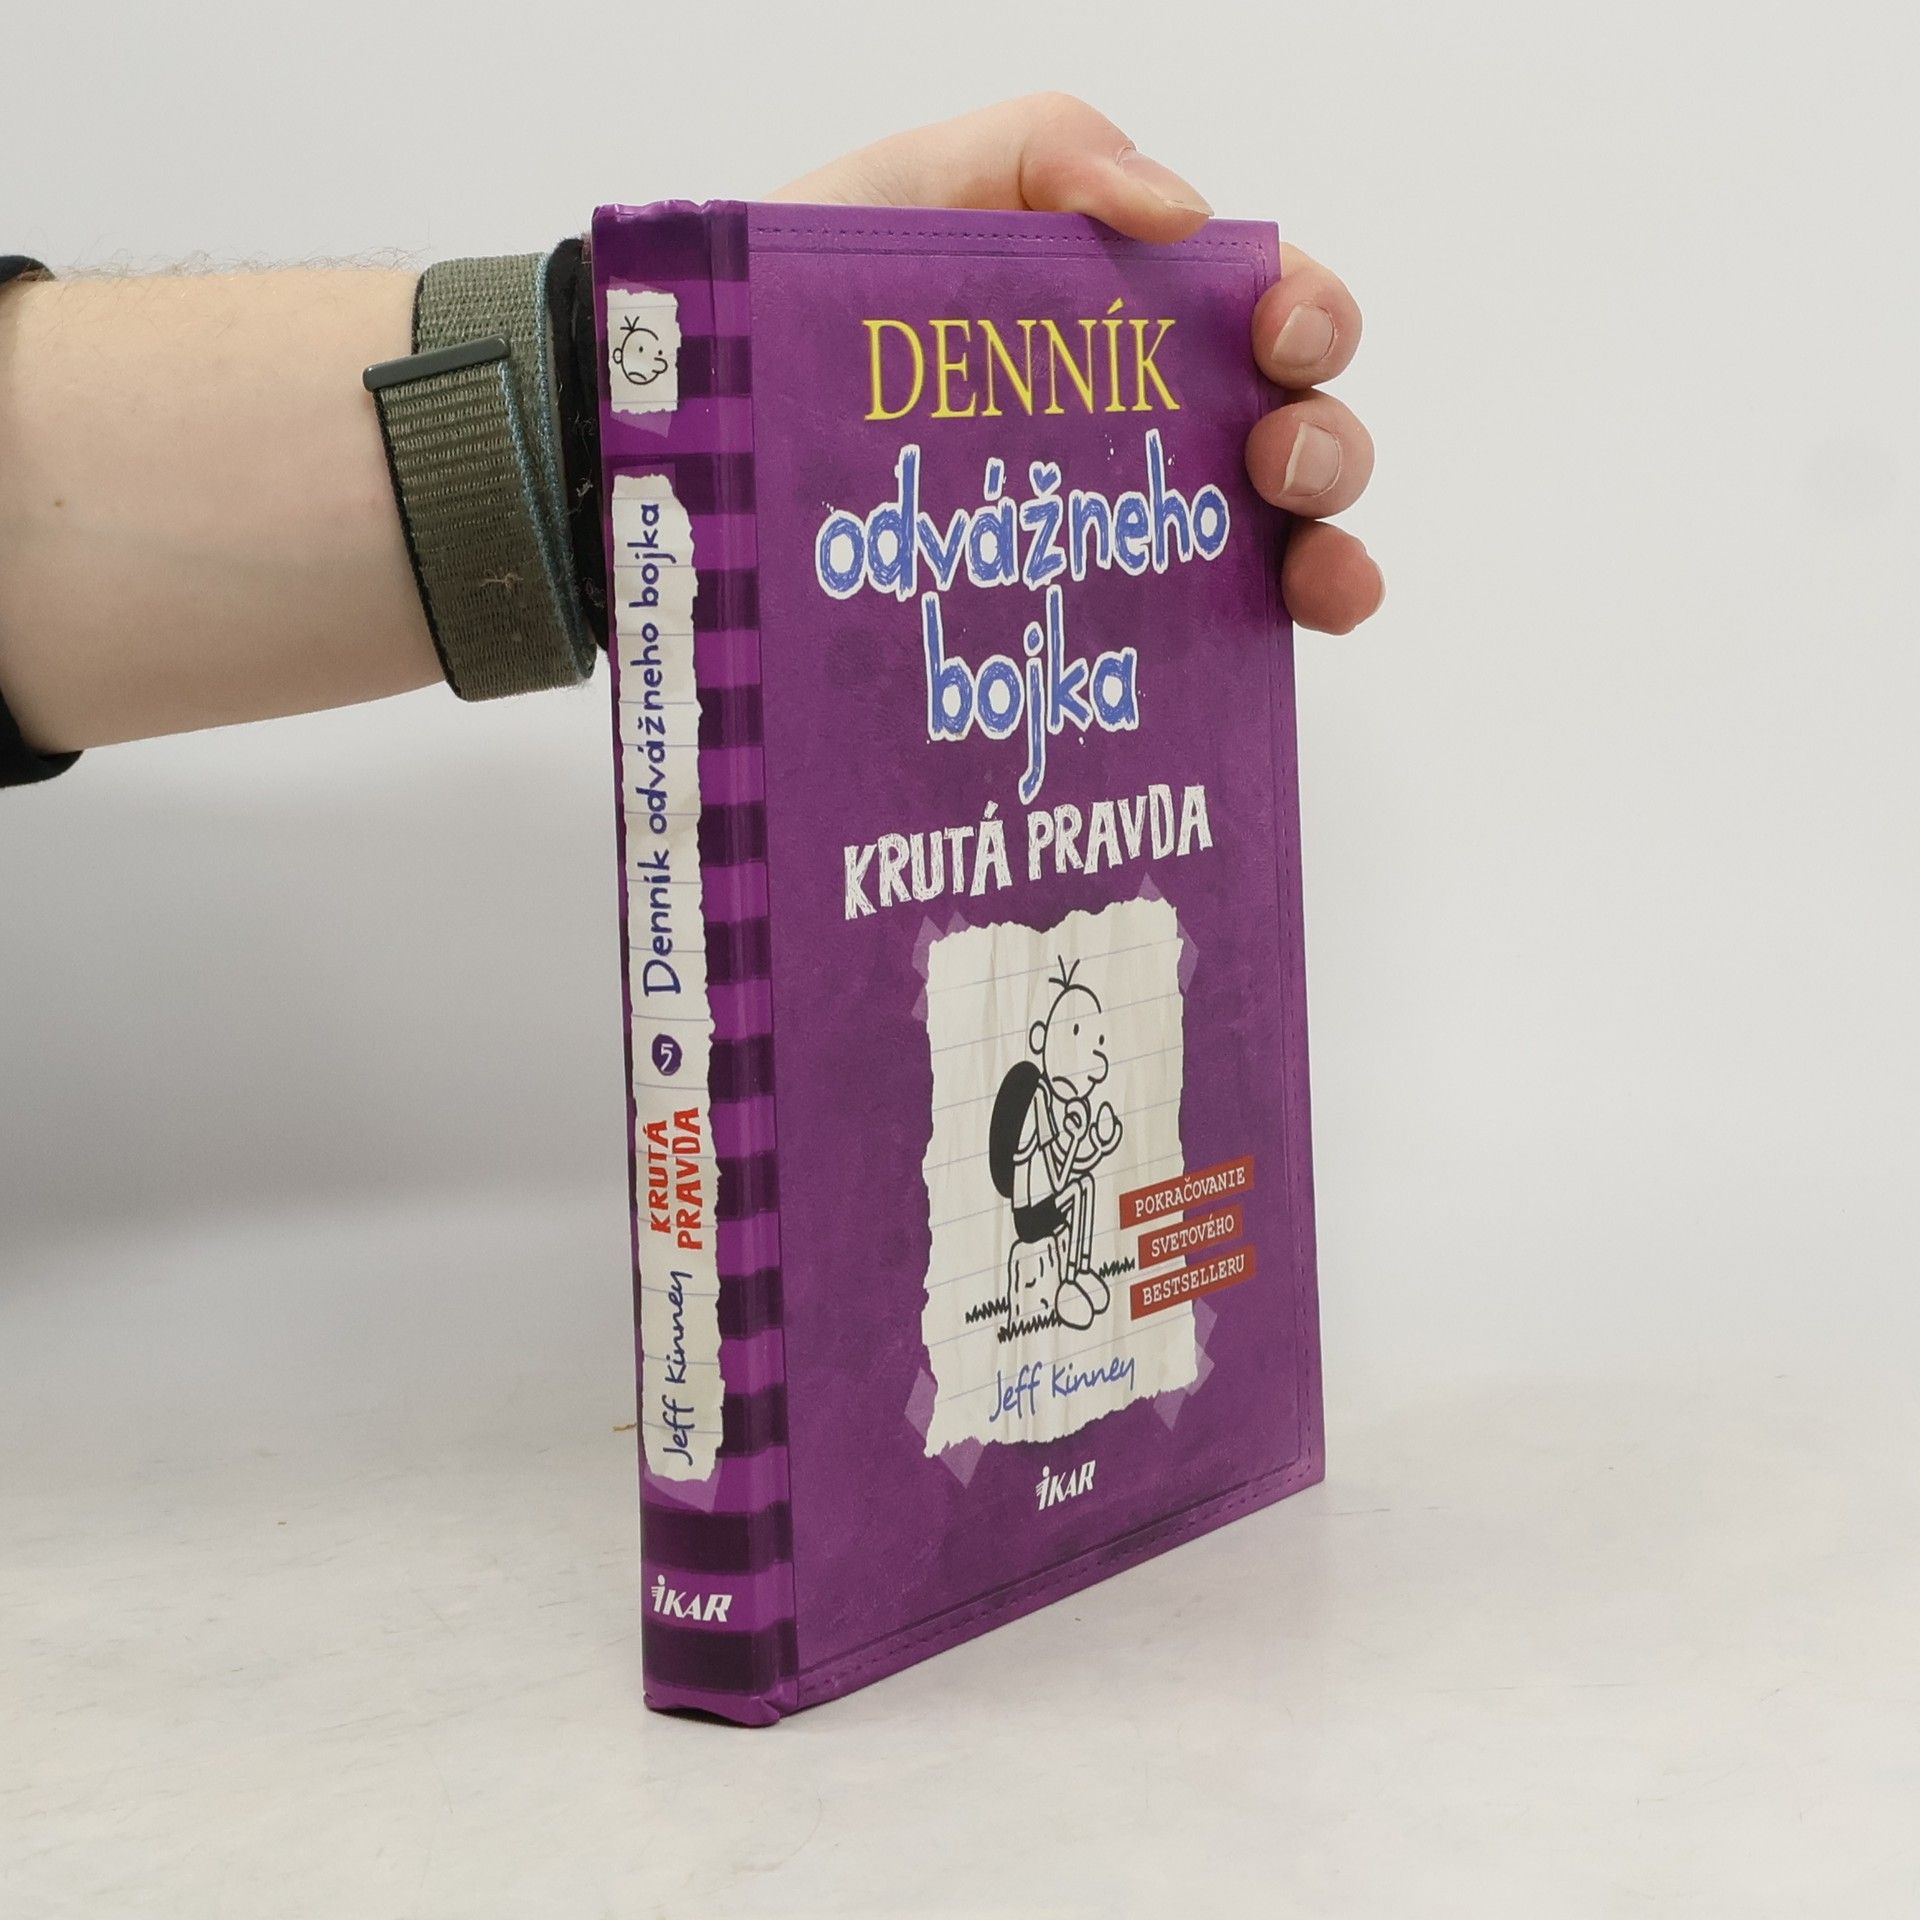 DENNÍK
odvážneho
bojka
KRUTÁ PRAVDA
POKRAČOVANIE
SVETOVÉHO
BESTSELLERU
Jeff Kinney
iKAR
Jeff Kinney
KRUTÁ
PRAVDA
5
Denník odvážneho bojka
iKAR